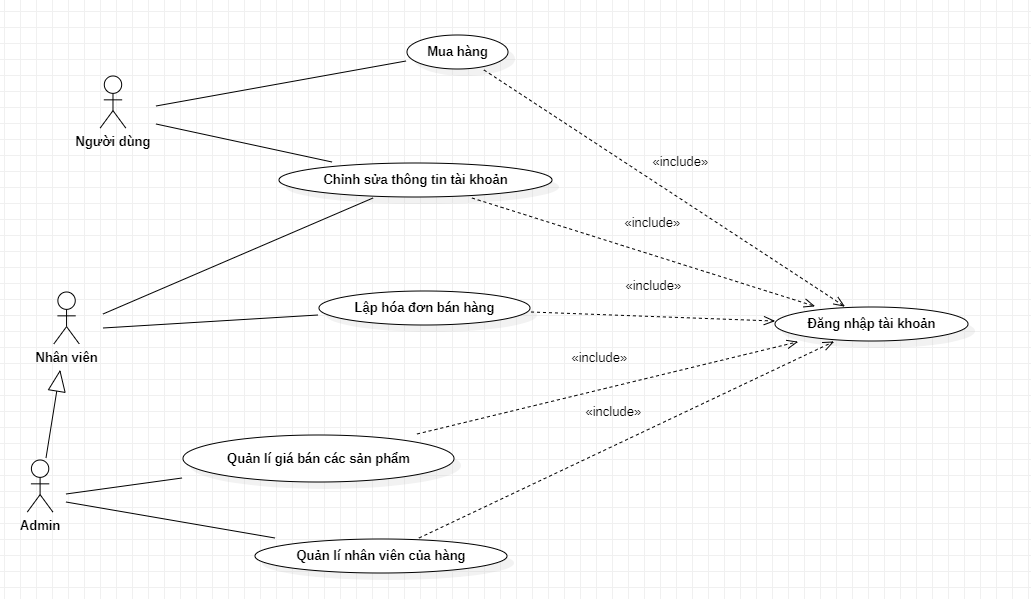 Mua hàng
Người dùng
«include»
Chỉnh sửa thông tin tài khoản
«include»
«include»
Lập hóa đơn bán hàng
Đăng nhập tài khoản
Nhân viên
«include»
«include»
Quản lí giá bán các sản phẩm
Admin
Quản lí nhân viên của hàng